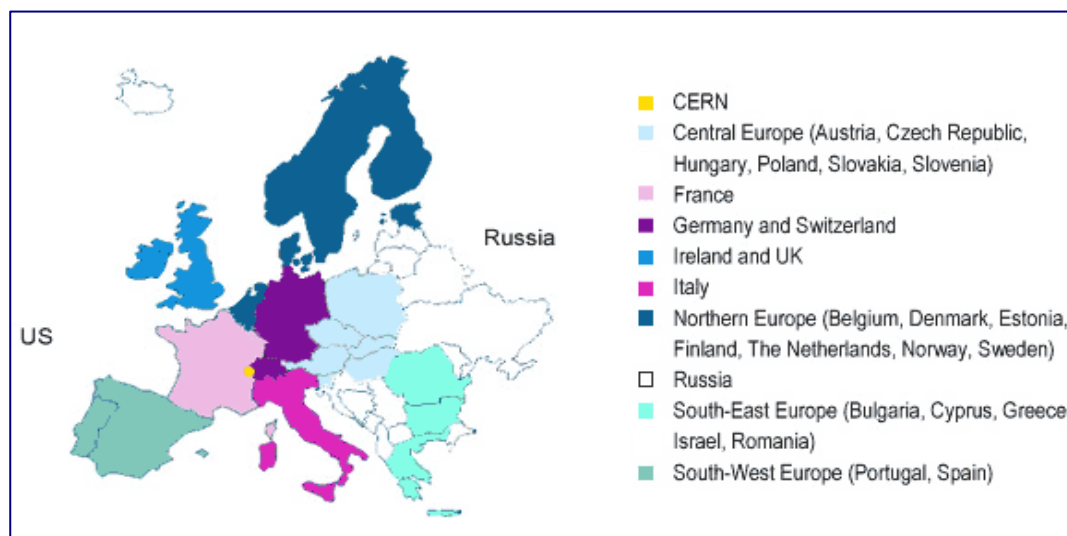 US
Russia
CERN
Central Europe (Austria, Czech Republic,
Hungary, Poland, Slovakia, Slovenia)
France
Germany and Switzerland
Ireland and UK
Italy
Northern Europe (Belgium, Denmark, Estonia,
Finland, The Netherlands, Norway, Sweden)
Russia
South-East Europe (Bulgaria, Cyprus, Greece
Israel, Romania)
South-West Europe (Portugal, Spain)